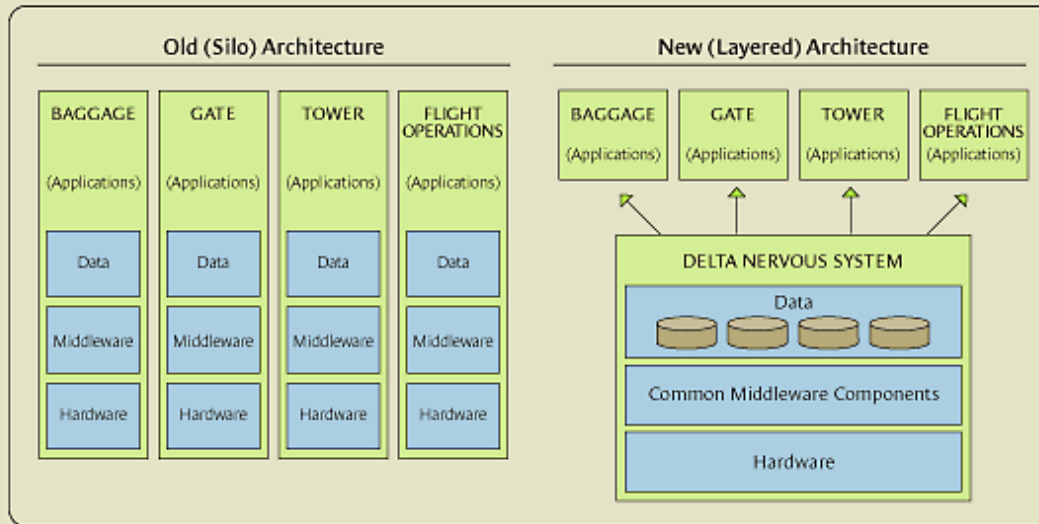 Old (Silo) Architecture
New (Layered) Architecture
BAGGAGE
(Applications)
Data
Middleware
Hardware
GATE
(Applications)
Data
Middleware
Hardware
TOWER
(Applications)
Data
Middleware
Hardware
FLIGHT
OPERATIONS
(Applications)
Data
Middleware
Hardware
BAGGAGE
(Applications)
GATE
(Applications)
TOWER
(Applications)
FLIGHT
OPERATIONS
(Applications)
DELTA NERVOUS SYSTEM
Data
Common Middleware Components
Hardware